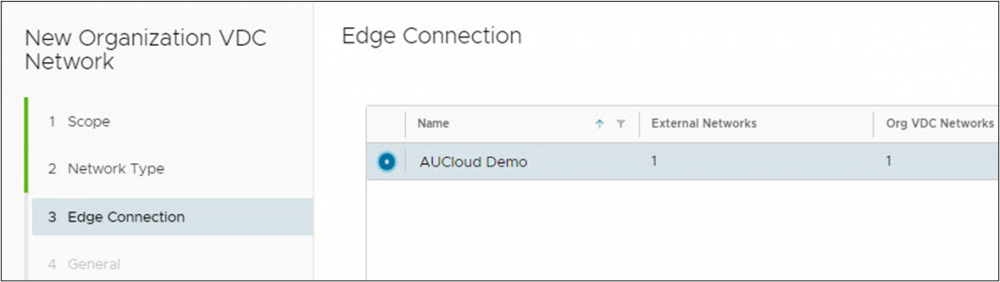 New Organization VDC
Network
1 Scope
2 Network Type
3 Edge Connection
4 General
Edge Connection
Name External Networks Org VDC Networks
AUCloud Demo 1 1